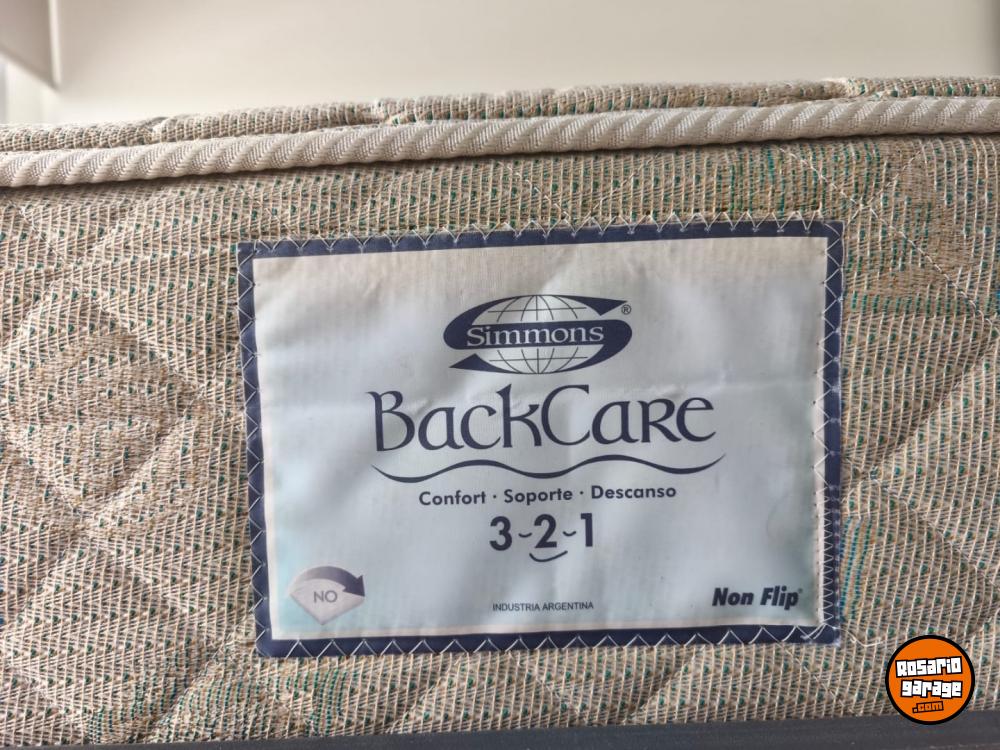 Simmons®
BackCare
Confort · Soporte · Descanso
3-2-1
NO
INDUSTRIA ARGENTINA
Non Flip®
Rosario
garage
.com